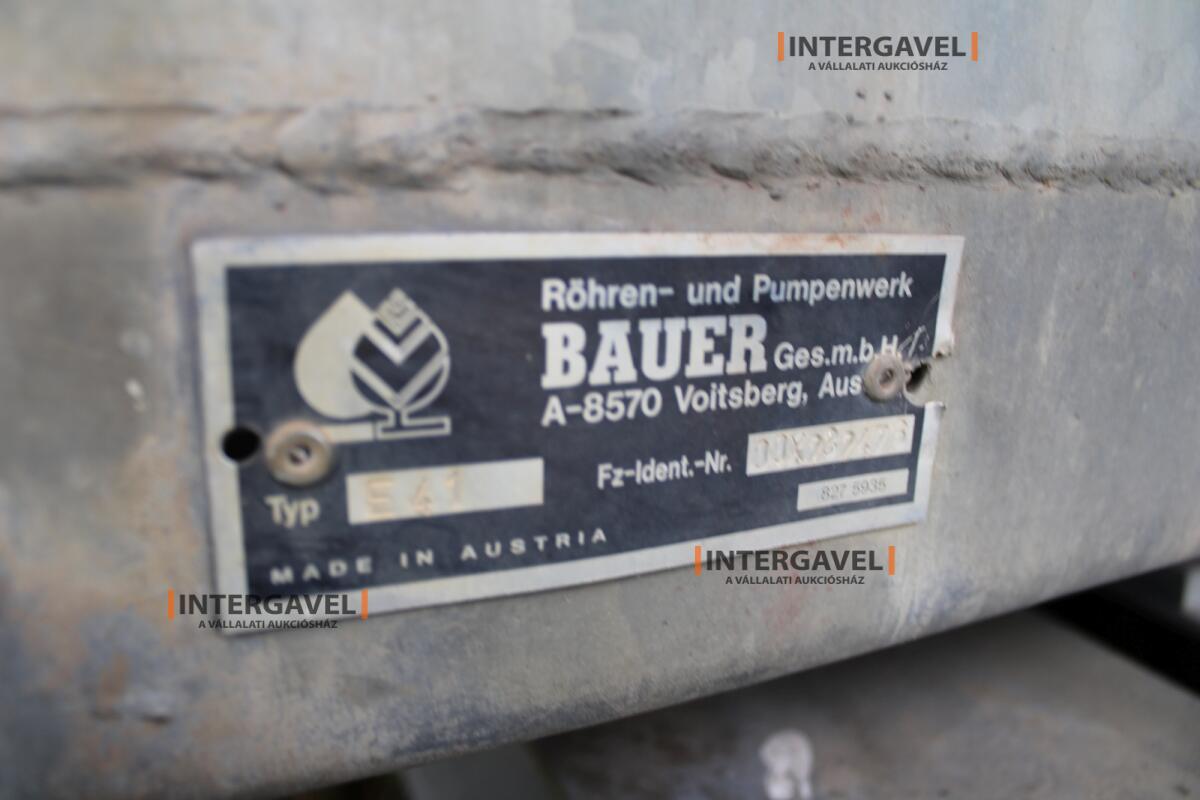 INTERGAVEL
A VÁLLALATI AUKCIÓSHÁZ
Röhren- und Pumpenwerk
BAUER Ges.m.b.H.
A-8570 Voitsberg, Aus
Fz-Ident.-Nr.
827 5935
Typ E 41
MADE IN AUSTRIA
INTERGAVEL
A VÁLLALATI AUKCIÓSHÁZ
INTERGAVEL
A VÁLLALATI AUKCIÓSHÁZ